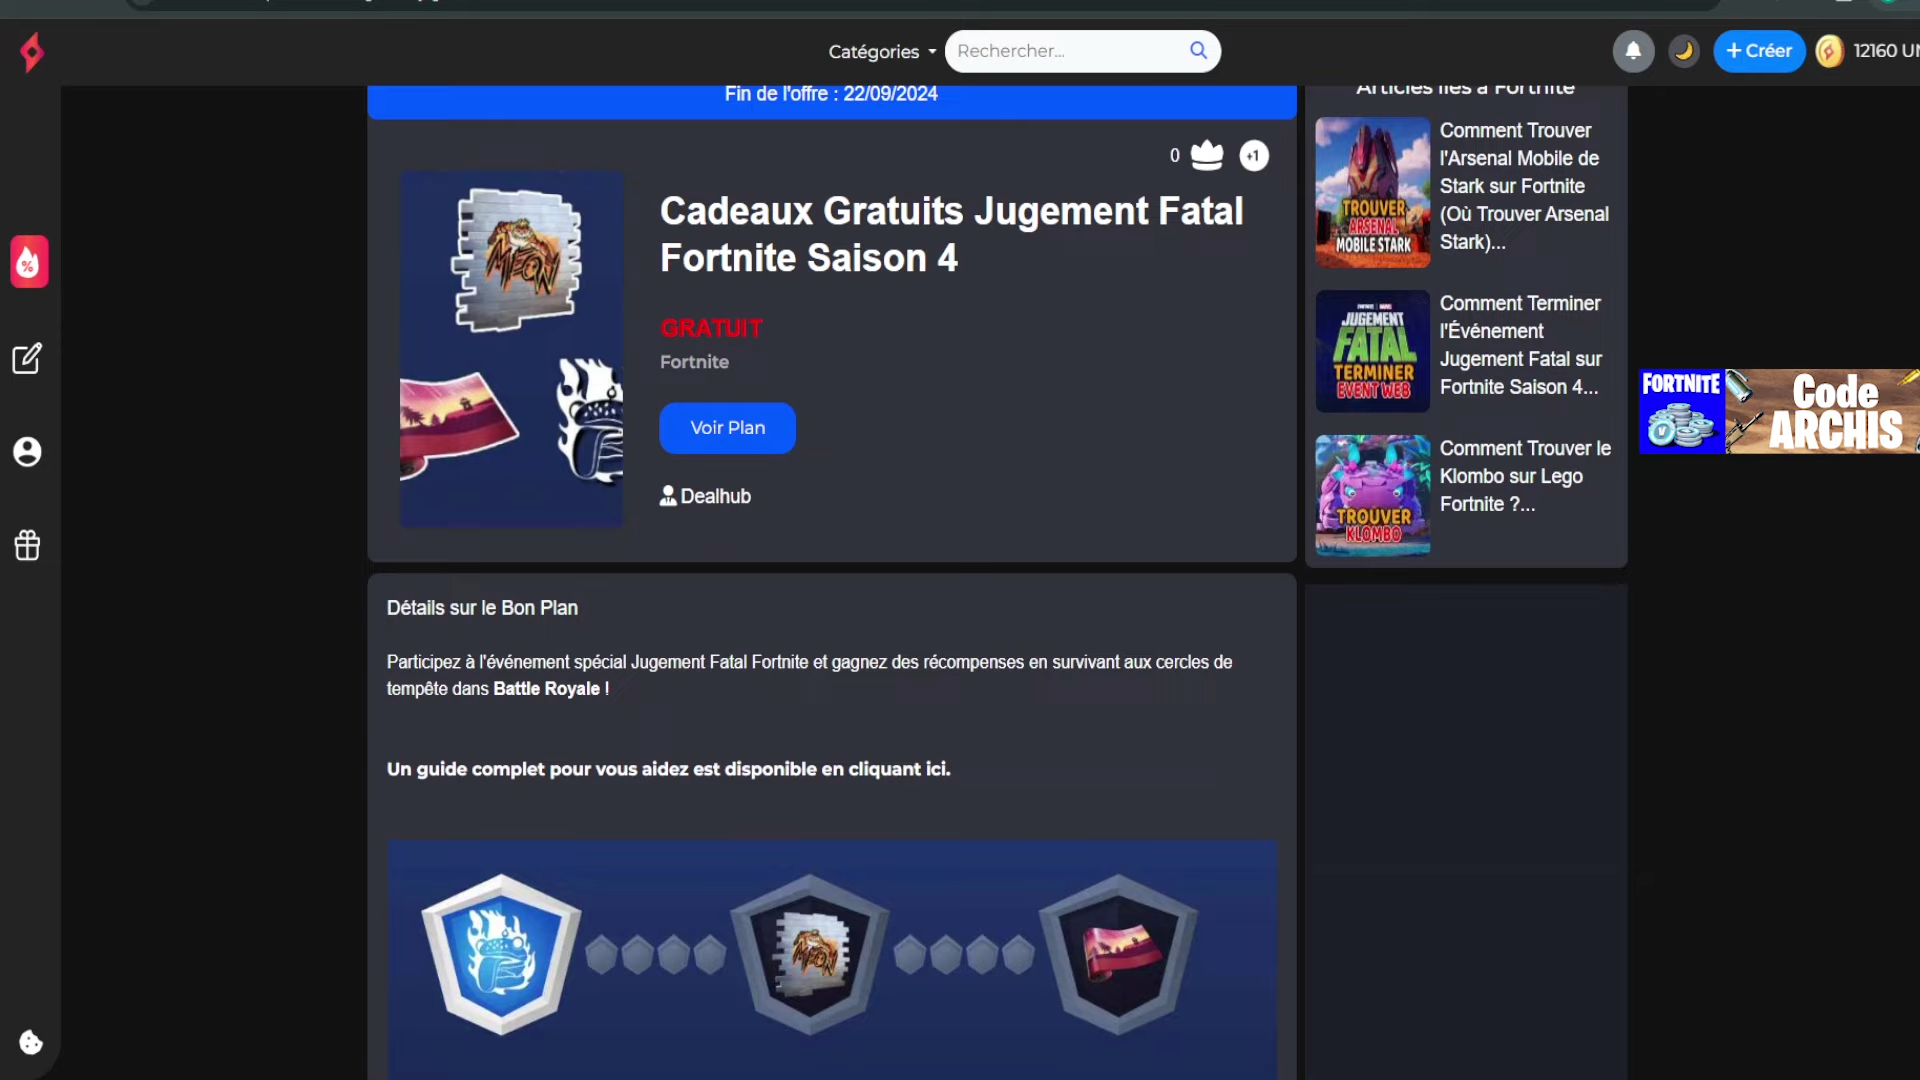 Catégories
Rechercher...
+ Créer
12160
Fin de l'offre : 22/09/2024
Articles liés à Fortnite
0
+1
MEOW
Cadeaux Gratuits Jugement Fatal
Fortnite Saison 4
GRATUIT
Fortnite
Voir Plan
Dealhub
TROUVER
ARSENAL
MOBILE STARK
Comment Trouver
l'Arsenal Mobile de
Stark sur Fortnite
(Où Trouver Arsenal
Stark)...
JUGEMENT
FATAL
TERMINER
EVENT WEB
Comment Terminer
l'Événement
Jugement Fatal sur
Fortnite Saison 4...
TROUVER
KLOMBO
Comment Trouver le
Klombo sur Lego
Fortnite ?...
FORTNITE
Code
ARCHIS
Détails sur le Bon Plan
Participez à l'événement spécial Jugement Fatal Fortnite et gagnez des récompenses en survivant aux cercles de
tempête dans Battle Royale !
Un guide complet pour vous aidez est disponible en cliquant ici.
MEOW